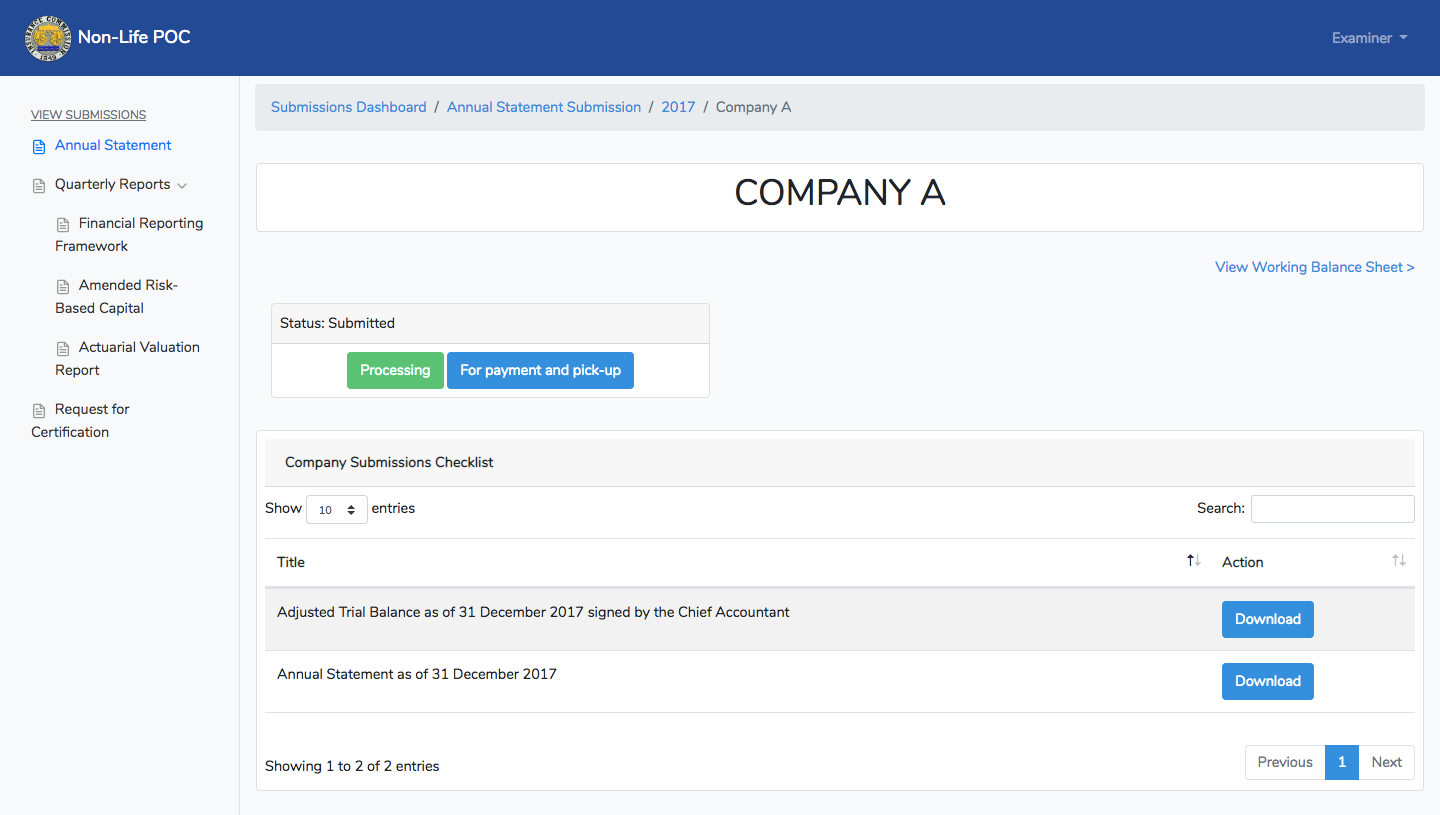 INSURANCE COMMISSION
1949
Non-Life POC
Examiner
VIEW SUBMISSIONS
Annual Statement
Quarterly Reports
Financial Reporting
Framework
Amended Risk-
Based Capital
Actuarial Valuation
Report
Request for
Certification
Submissions Dashboard / Annual Statement Submission / 2017 / Company A
COMPANY A
View Working Balance Sheet >
Status: Submitted
Processing For payment and pick-up
Company Submissions Checklist
Show 10 entries
Search:
Title Action
Adjusted Trial Balance as of 31 December 2017 signed by the Chief Accountant Download
Annual Statement as of 31 December 2017 Download
Showing 1 to 2 of 2 entries
Previous 1 Next